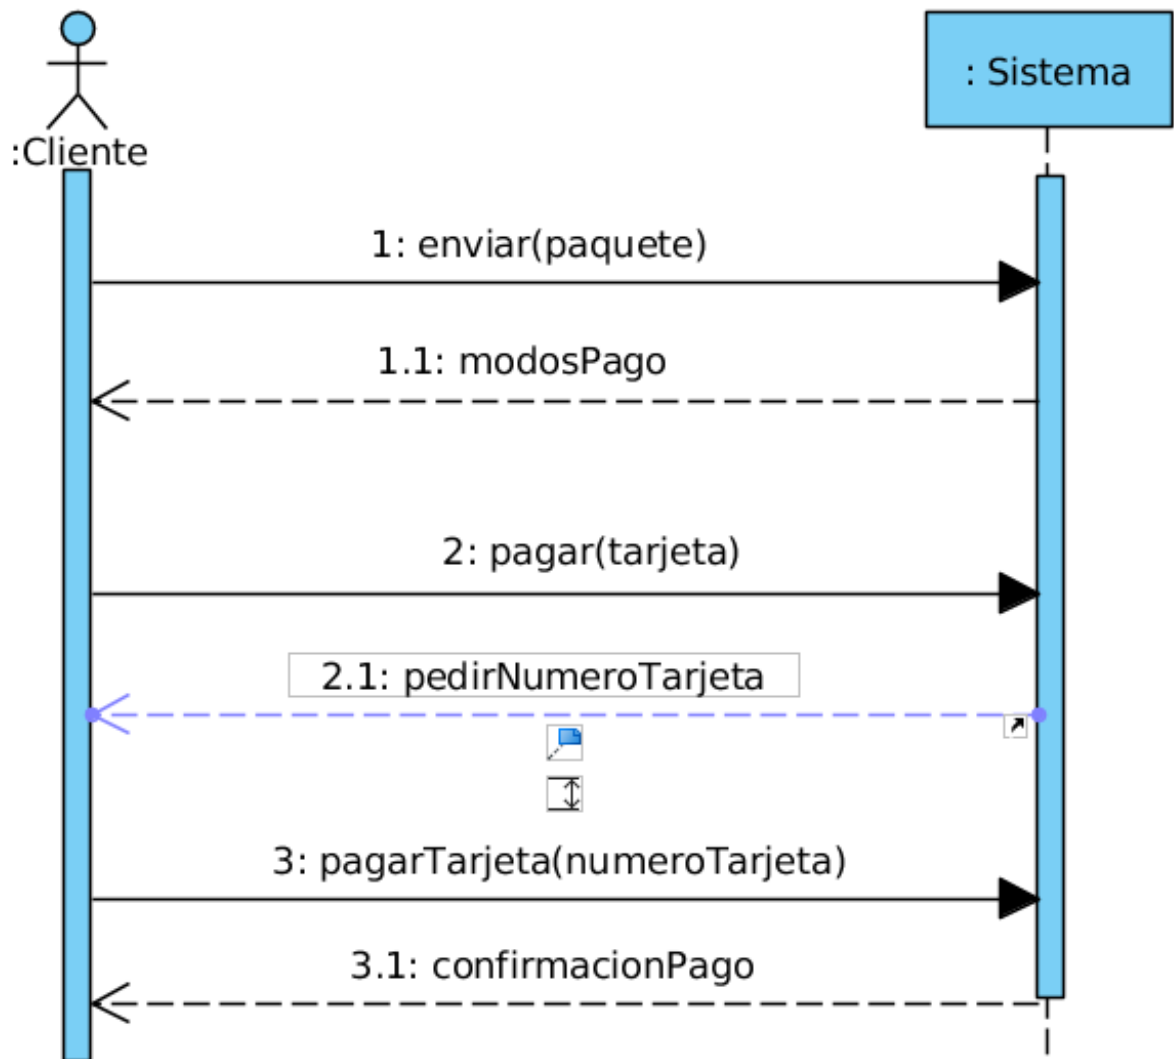 : Sistema
:Cliente
1: enviar(paquete)
1.1: modosPago
2: pagar(tarjeta)
2.1: pedirNumeroTarjeta
3: pagarTarjeta(numeroTarjeta)
3.1: confirmacionPago